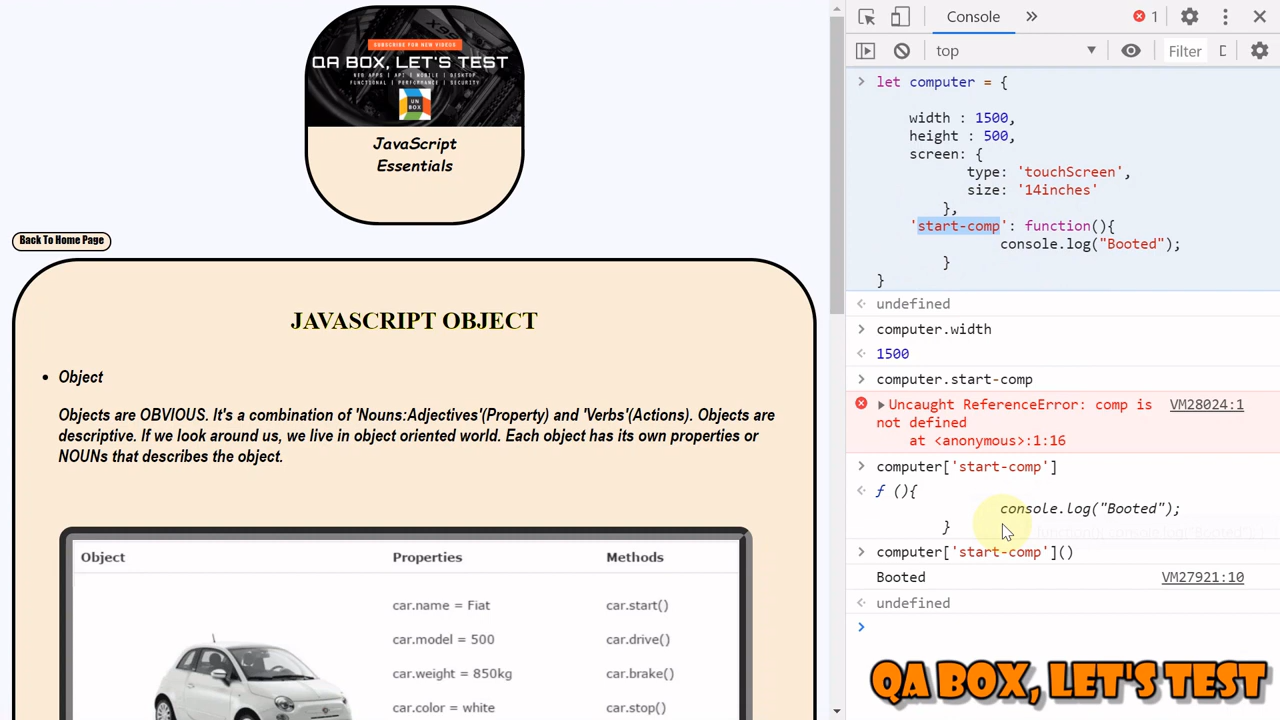 SUBSCRIBE FOR NEW VIDEOS
QA BOX, LET'S TEST
WEB APPS | API | MOBILE | DESKTOP
FUNCTIONAL | PERFORMANCE | SECURITY
UN
BOX
JavaScript
Essentials
Back To Home Page
JAVASCRIPT OBJECT
• Object
Objects are OBVIOUS. It's a combination of 'Nouns:Adjectives'(Property) and 'Verbs'(Actions). Objects are
descriptive. If we look around us, we live in object oriented world. Each object has its own properties or
NOUNs that describes the object.
Object Properties Methods
car.name = Fiat car.start()
car.model = 500 car.drive()
car.weight = 850kg car.brake()
car.color = white car.stop()
Console » 1
top Filter
let computer = {
width : 1500,
height : 500,
screen: {
type: 'touchScreen',
size: '14inches'
},
'start-comp': function(){
console.log("Booted");
}
}
undefined
computer.width
1500
computer.start-comp
Uncaught ReferenceError: comp is VM28024:1
not defined
at <anonymous>:1:16
computer['start-comp']
f (){
console.log("Booted");
}
computer['start-comp']()
Booted VM27921:10
undefined
QA BOX, LET'S TEST